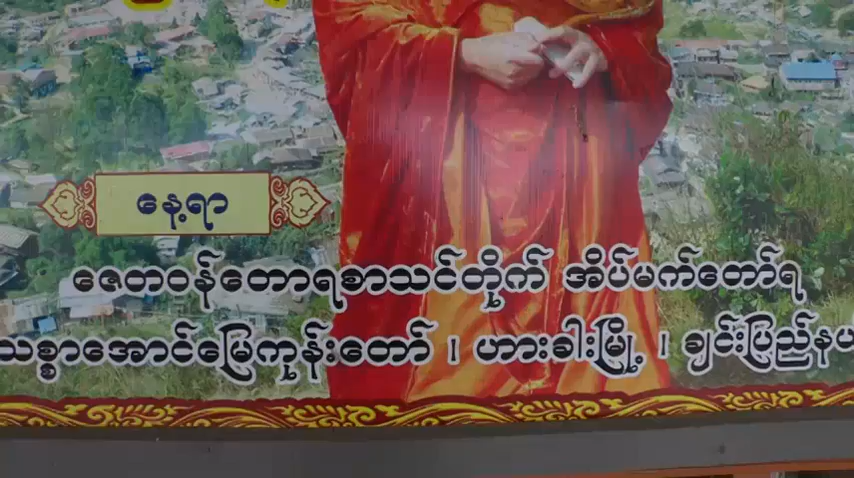 နေ့ရာ
ဇေတဝန်တောရစာသင်တိုက် အိပ်မက်တော်ရ
သစ္စာအောင်မြေကုန်းတော် ၊ ဟားခါးမြို့ ၊ ချင်းပြည်နယ်